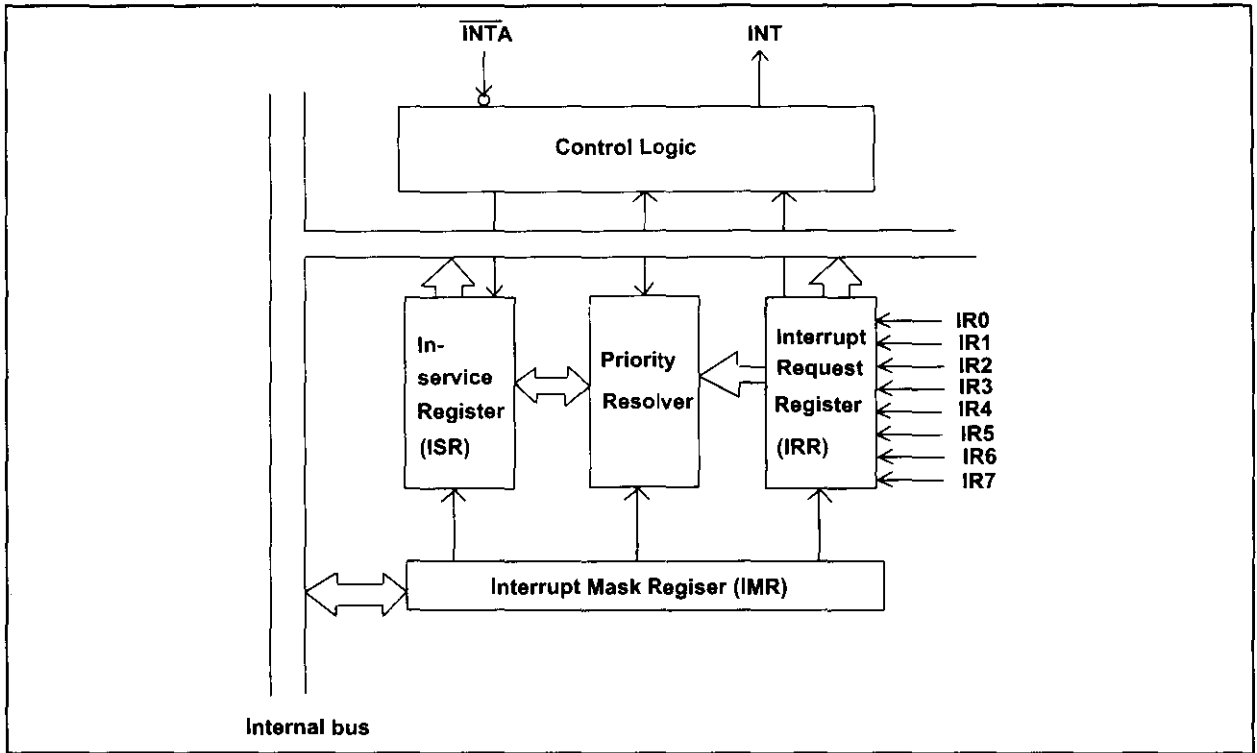 INTA
INT
Control Logic
In-
service
Register
(ISR)
Priority
Resolver
Interrupt
Request
Register
(IRR)
IR0
IR1
IR2
IR3
IR4
IR5
IR6
IR7
Interrupt Mask Regiser (IMR)
Internal bus